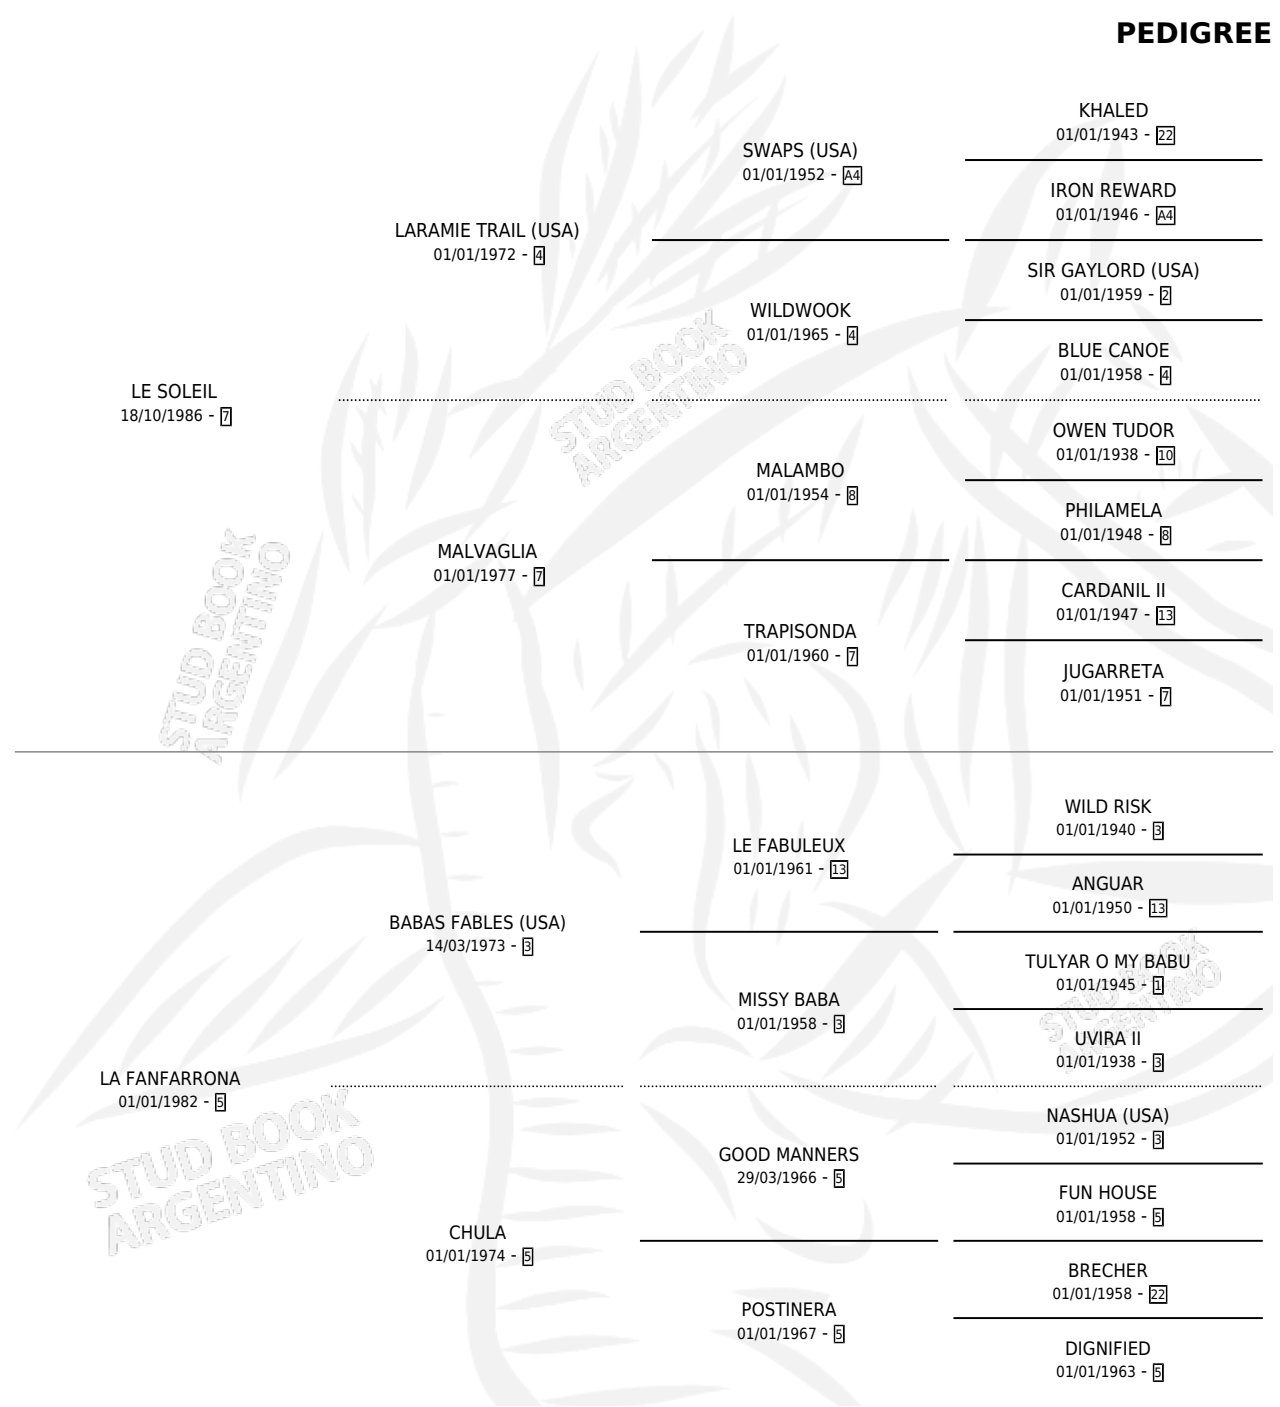 PEDIGREE
KHALED
01/01/1943 - 22
SWAPS (USA)
01/01/1952 - A4
IRON REWARD
01/01/1946 - A4
LARAMIE TRAIL (USA)
01/01/1972 - 4
SIR GAYLORD (USA)
01/01/1959 - 2
WILDWOOK
01/01/1965 - 4
BLUE CANOE
01/01/1958 - 4
LE SOLEIL
18/10/1986 - 7
OWEN TUDOR
01/01/1938 - 10
MALAMBO
01/01/1954 - 8
PHILAMELA
01/01/1948 - 8
MALVAGLIA
01/01/1977 - 7
CARDANIL II
01/01/1947 - 13
TRAPISONDA
01/01/1960 - 7
JUGARRETA
01/01/1951 - 7
WILD RISK
01/01/1940 - 3
LE FABULEUX
01/01/1961 - 13
ANGUAR
01/01/1950 - 13
BABAS FABLES (USA)
14/03/1973 - 3
TULYAR O MY BABU
01/01/1945 - 1
MISSY BABA
01/01/1958 - 3
UVIRA II
01/01/1938 - 3
LA FANFARRONA
01/01/1982 - 5
NASHUA (USA)
01/01/1952 - 3
GOOD MANNERS
29/03/1966 - 5
FUN HOUSE
01/01/1958 - 5
CHULA
01/01/1974 - 5
BRECHER
01/01/1958 - 22
POSTINERA
01/01/1967 - 5
DIGNIFIED
01/01/1963 - 5
STUD BOOK
ARGENTINO
STUD BOOK
ARGENTINO
STUD BOOK
ARGENTINO
STUD BOOK
ARGENTINO